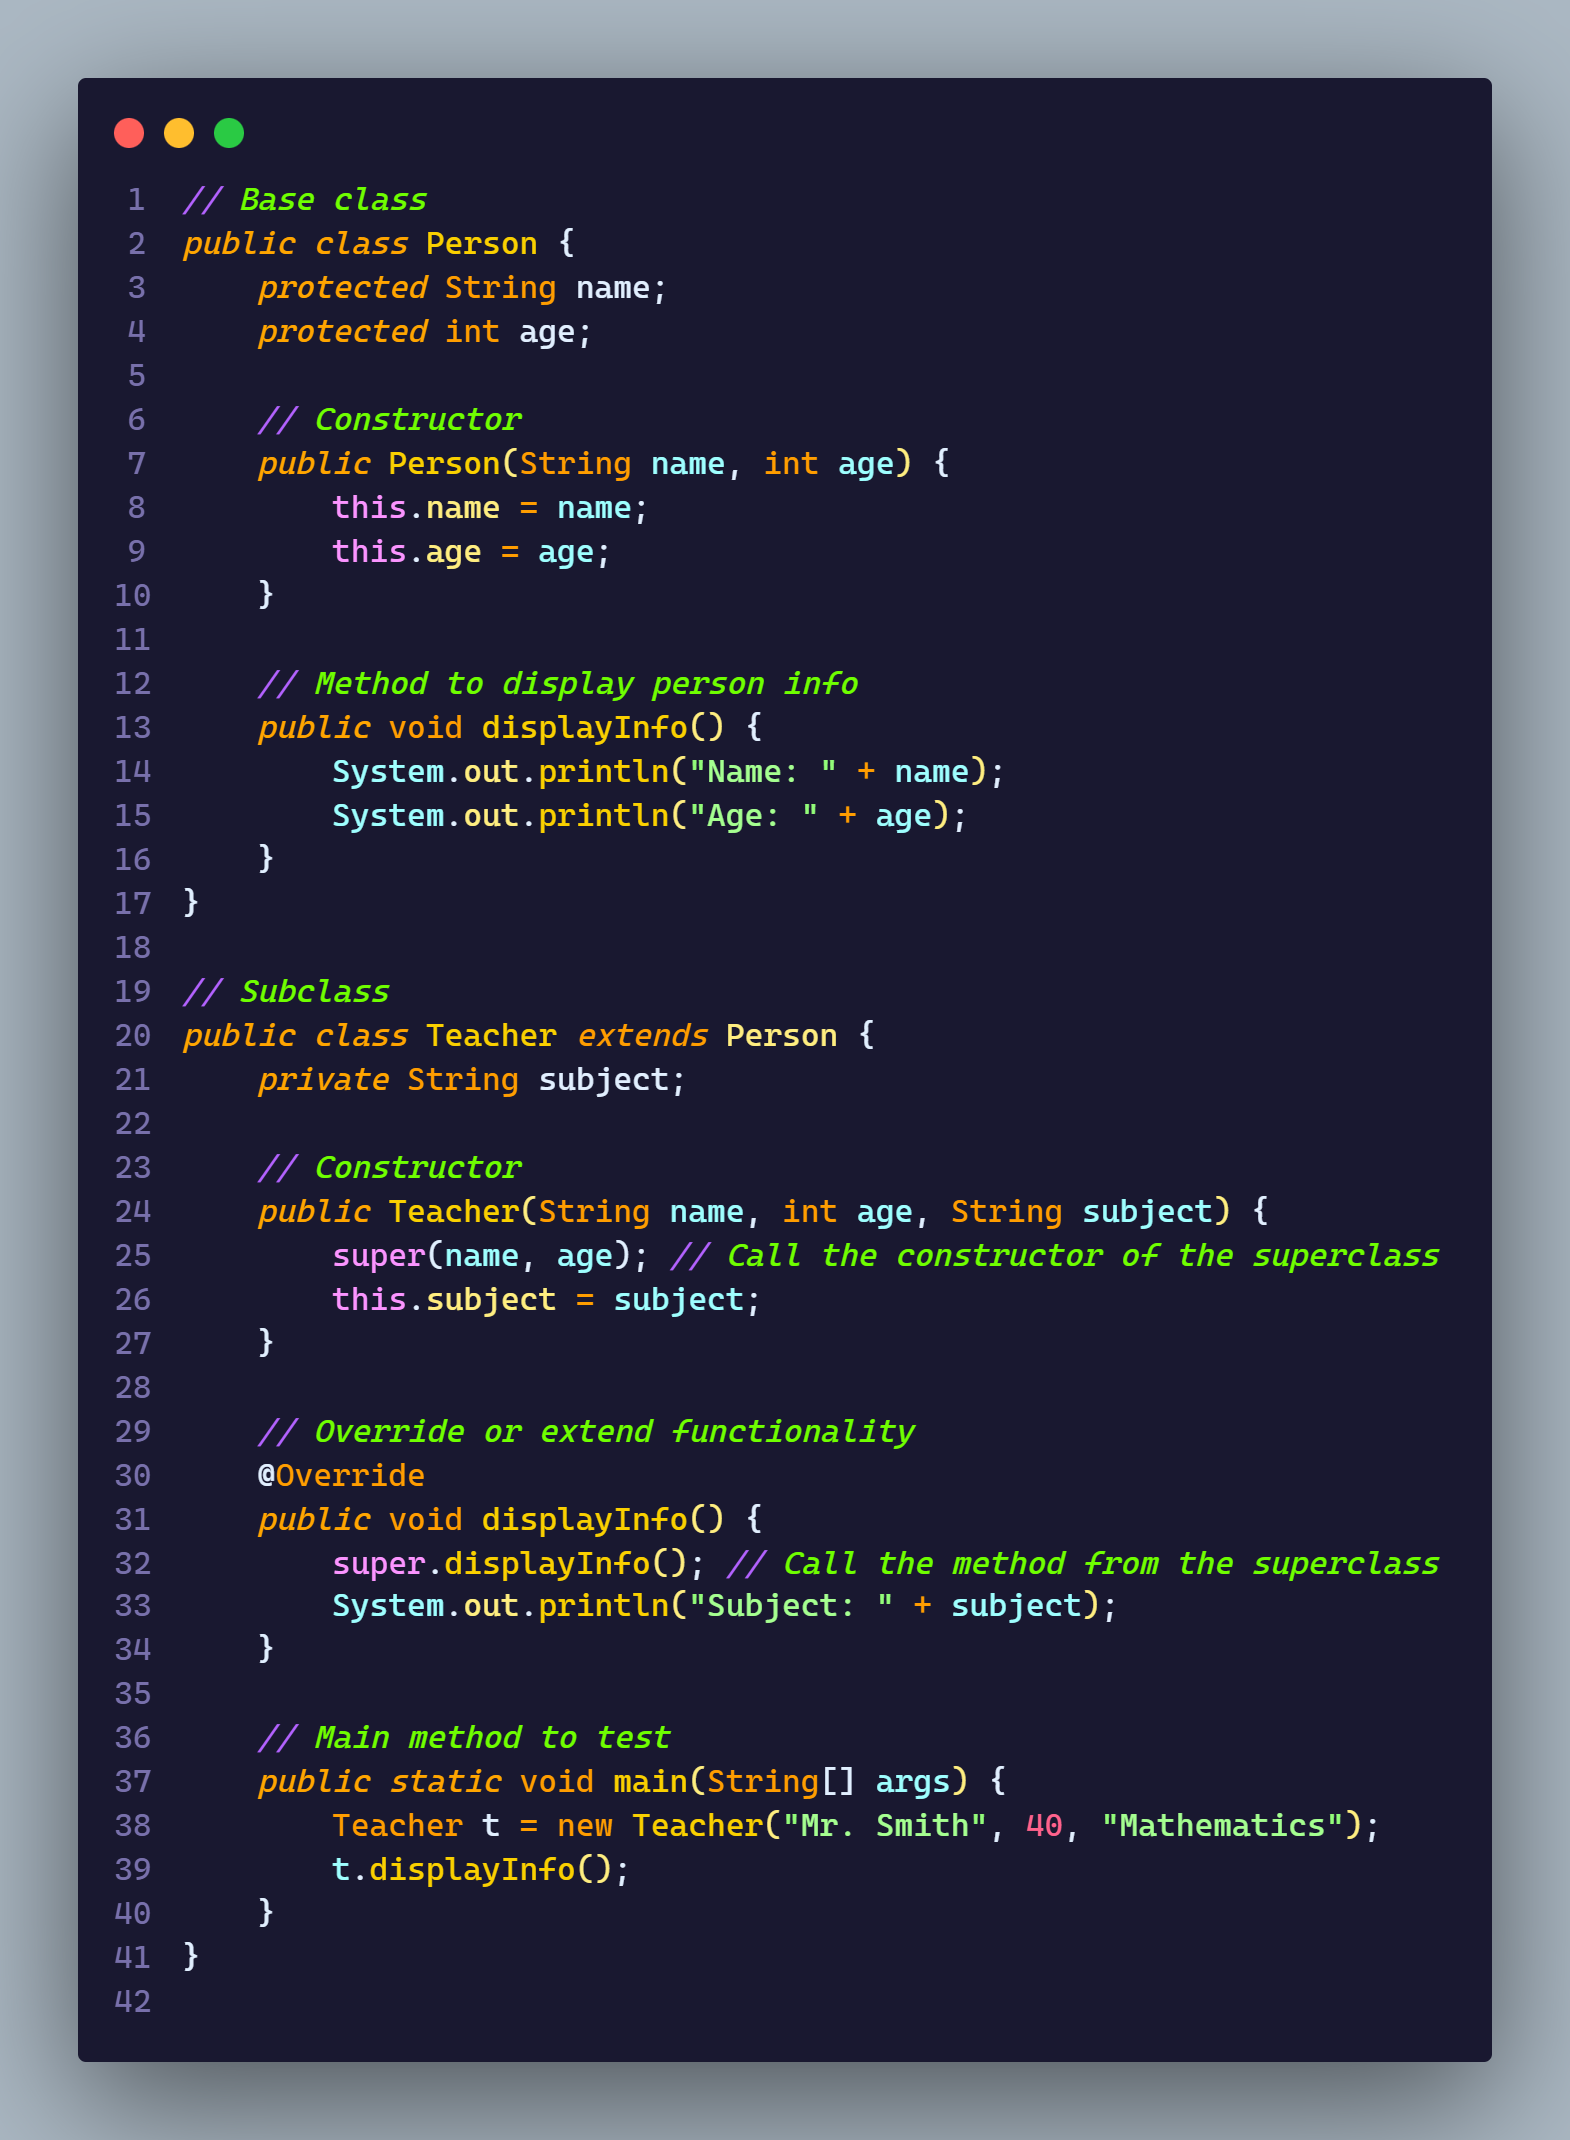 1 // Base class
2 public class Person {
3     protected String name;
4     protected int age;
5
6     // Constructor
7     public Person(String name, int age) {
8         this.name = name;
9         this.age = age;
10     }
11
12     // Method to display person info
13     public void displayInfo() {
14         System.out.println("Name: " + name);
15         System.out.println("Age: " + age);
16     }
17 }
18
19 // Subclass
20 public class Teacher extends Person {
21     private String subject;
22
23     // Constructor
24     public Teacher(String name, int age, String subject) {
25         super(name, age); // Call the constructor of the superclass
26         this.subject = subject;
27     }
28
29     // Override or extend functionality
30     @Override
31     public void displayInfo() {
32         super.displayInfo(); // Call the method from the superclass
33         System.out.println("Subject: " + subject);
34     }
35
36     // Main method to test
37     public static void main(String[] args) {
38         Teacher t = new Teacher("Mr. Smith", 40, "Mathematics");
39         t.displayInfo();
40     }
41 }
42